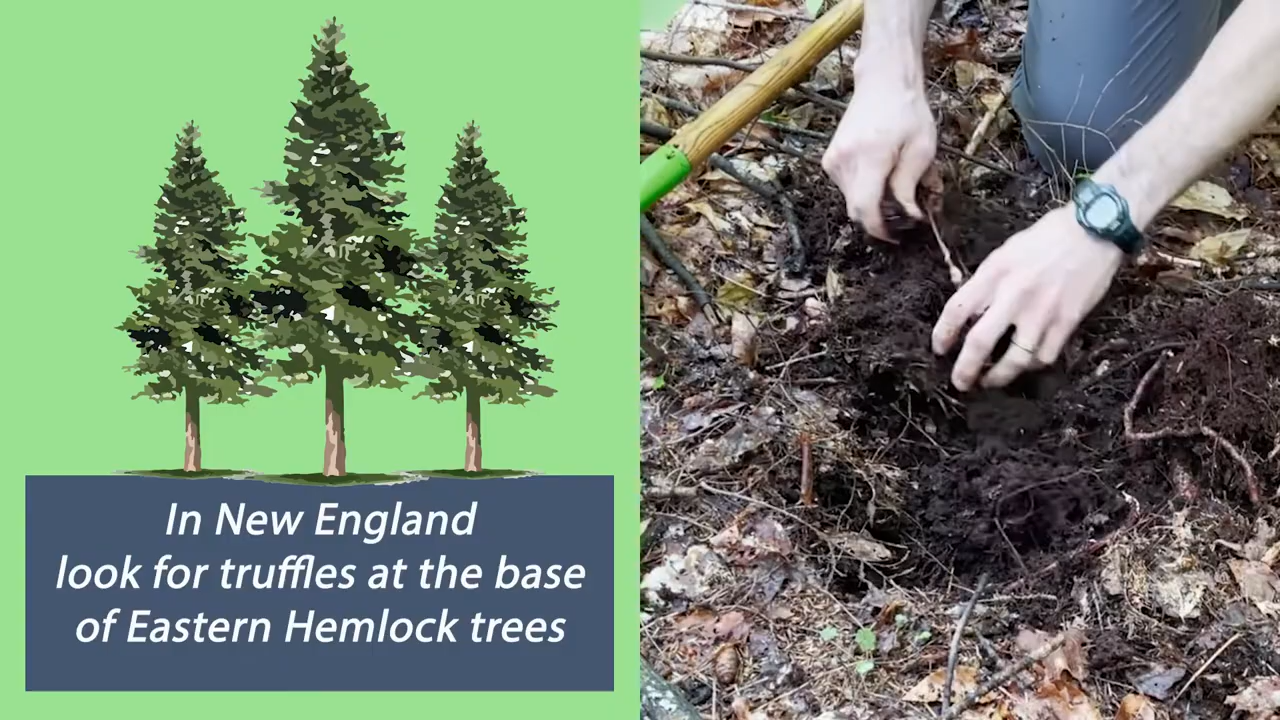 In New England
look for truffles at the base
of Eastern Hemlock trees